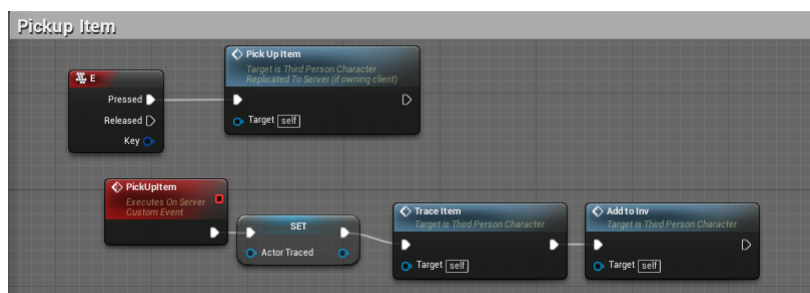 Pickup Item
E
Pressed
Released
Key
Pick Up Item
Target is Third Person Character
Replicated To Server (if owning client)
Target self
PickUpItem
Executes On Server
Custom Event
SET
Actor Traced
Trace Item
Target is Third Person Character
Target self
Add to Inv
Target is Third Person Character
Target self